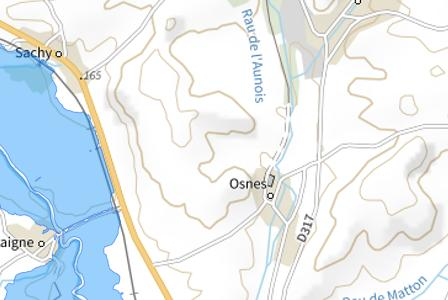 Sachy
.165
Rau de l'Aunois
Osnes
D317
aigne
Rau de Matton